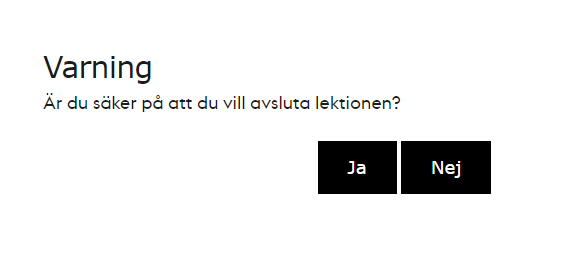 Varning
Är du säker på att du vill avsluta lektionen?
Ja Nej